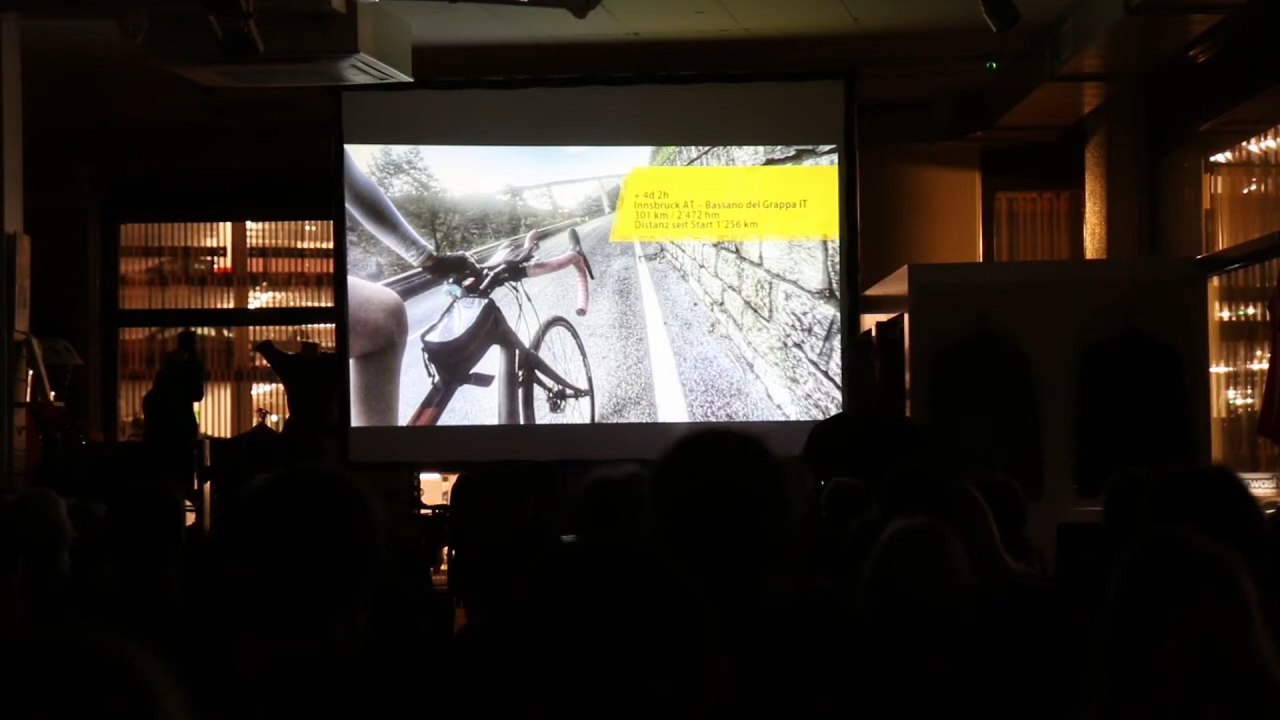 + 4d 2h
Innsbruck AT – Bassano del Grappa IT
301 km / 2'472 hm
Distanz seit Start 1'256 km